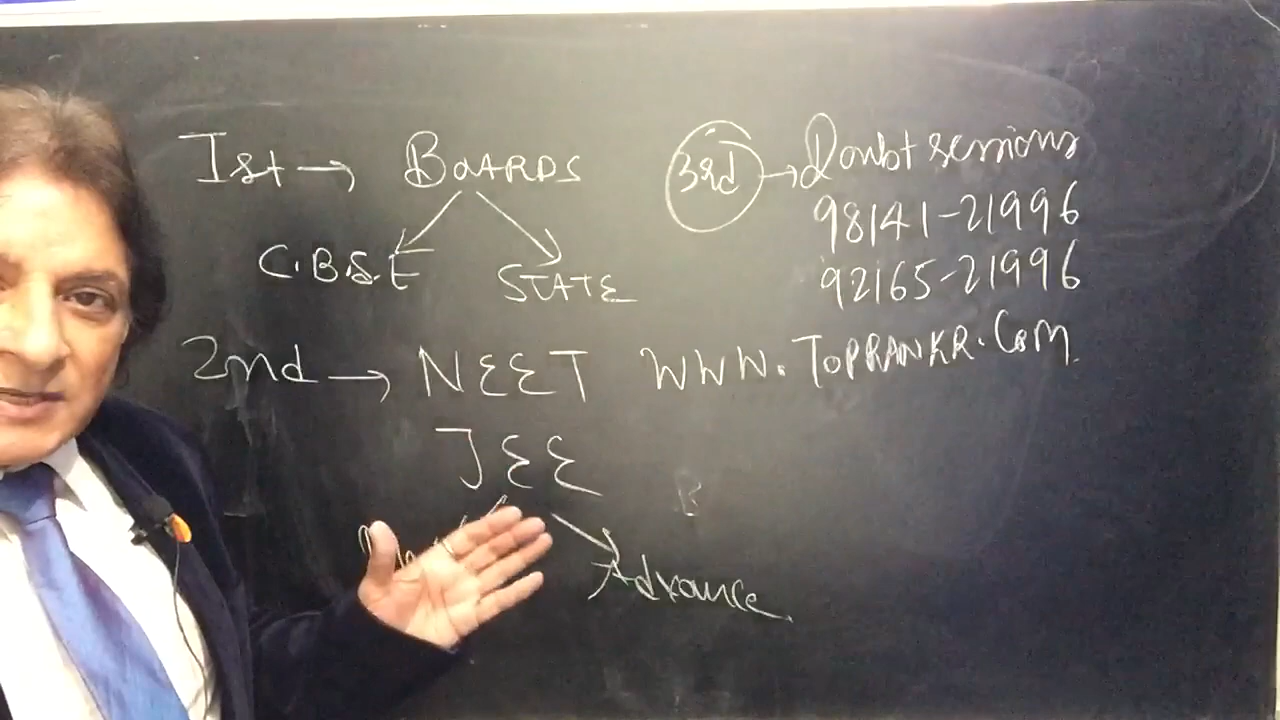 Ist → BOARDS
C.B.S.E STATE
2nd → NEET
JEE
Advance
3rd → Doubt sessions
98141-21996
92165-21996
WWW.TOPRANKR.COM